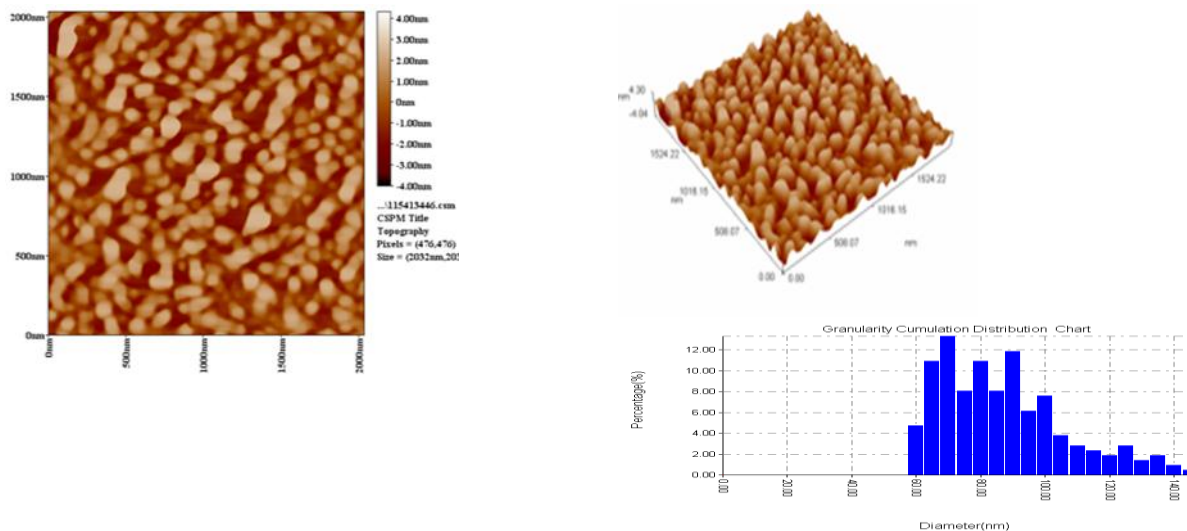 2000nm
1500nm
1000nm
500nm
0nm
0nm
500nm
1000nm
1500nm
2000nm
4.00nm
3.00nm
2.00nm
1.00nm
0nm
-1.00nm
-2.00nm
-3.00nm
-4.00nm
...\115413446.csm
CSPM Title
Topography
Pixels = (476,476)
Size = (2032nm,203
4.30
nm
-4.04
1524.22
1016.15
nm
508.07
0.00
0.00
508.07
1016.15
1524.22
nm
Granularity Cumulation Distribution Chart
Percentage(%)
12.00
10.00
8.00
6.00
4.00
2.00
0.00
0.00
20.00
40.00
60.00
80.00
100.00
120.00
140.00
Diameter(nm)